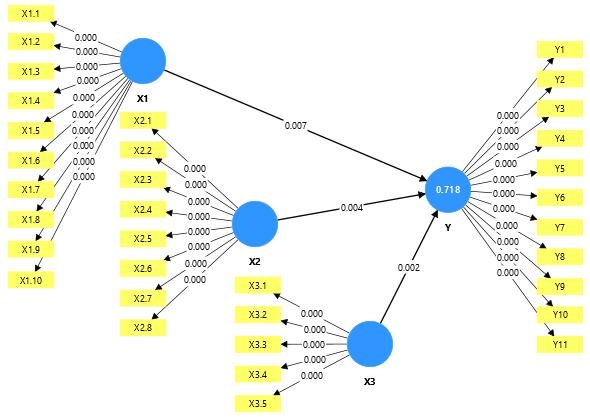 X1.1
X1.2
X1.3
X1.4
X1.5
X1.6
X1.7
X1.8
X1.9
X1.10
0.000
0.000
0.000
0.000
0.000
0.000
0.000
0.000
0.000
0.000
X1
X2.1
X2.2
X2.3
X2.4
X2.5
X2.6
X2.7
X2.8
0.000
0.000
0.000
0.000
0.000
0.000
0.000
0.000
X2
X3.1
X3.2
X3.3
X3.4
X3.5
0.000
0.000
0.000
0.000
0.000
X3
0.007
0.004
0.002
0.718
Y
0.000
0.000
0.000
0.000
0.000
0.000
0.000
0.000
0.000
0.000
0.000
Y1
Y2
Y3
Y4
Y5
Y6
Y7
Y8
Y9
Y10
Y11